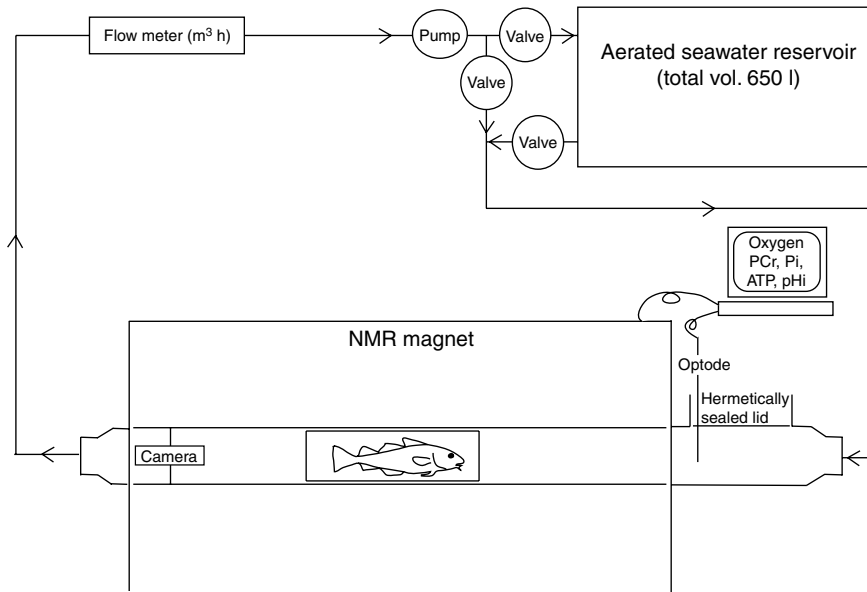 Flow meter (m³ h)
Pump
Valve
Valve
Valve
Aerated seawater reservoir
(total vol. 650 l)
Oxygen
PCr, Pi,
ATP, pHi
NMR magnet
Optode
Hermetically
sealed lid
Camera